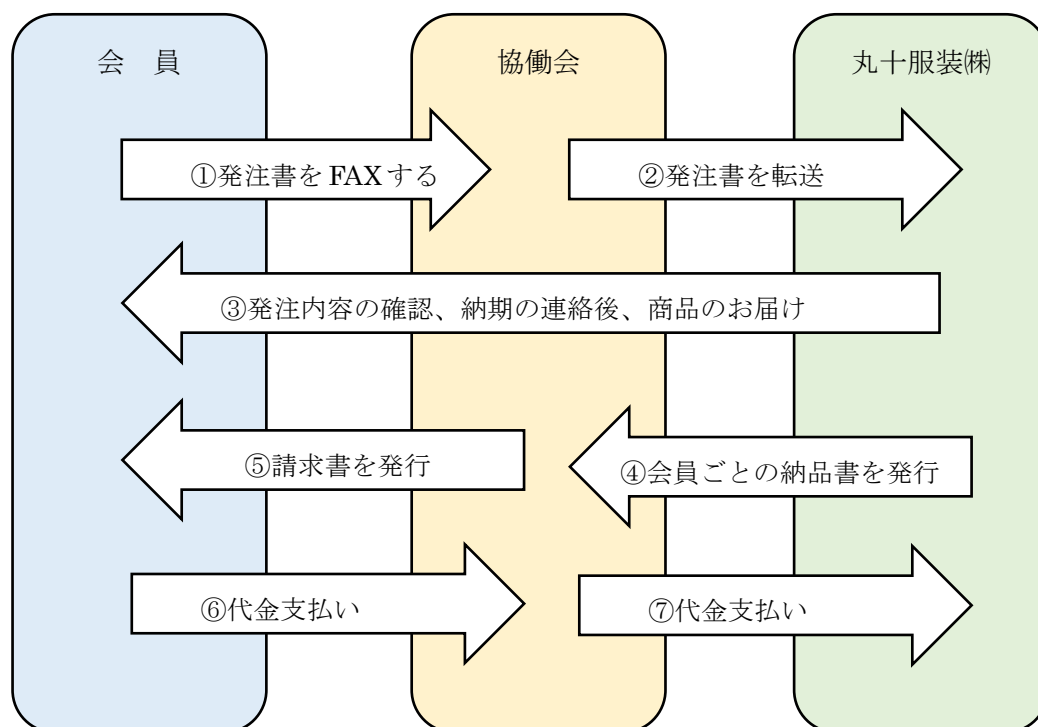 会　員
協働会
丸十服装㈱
①発注書を FAX する
②発注書を転送
③発注内容の確認、納期の連絡後、商品のお届け
⑤請求書を発行
④会員ごとの納品書を発行
⑥代金支払い
⑦代金支払い